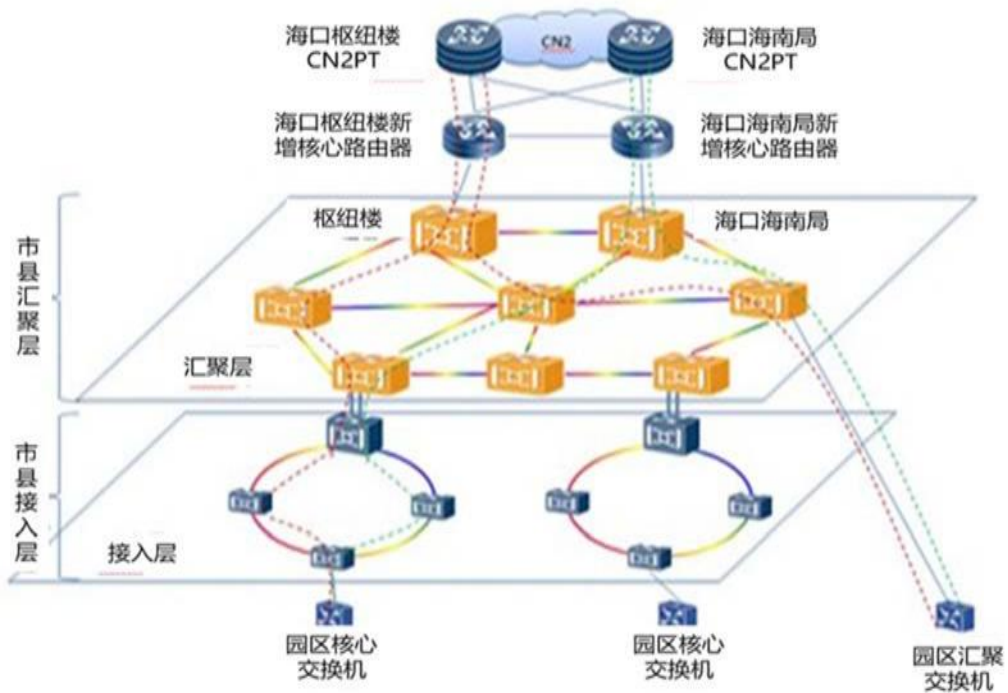 海口枢纽楼
CN2PT
CN2
海口海南局
CN2PT
海口枢纽楼新
增核心路由器
海口海南局新
增核心路由器
市县汇聚层
枢纽楼
海口海南局
汇聚层
市县接入层
接入层
园区核心
交换机
园区核心
交换机
园区汇聚
交换机